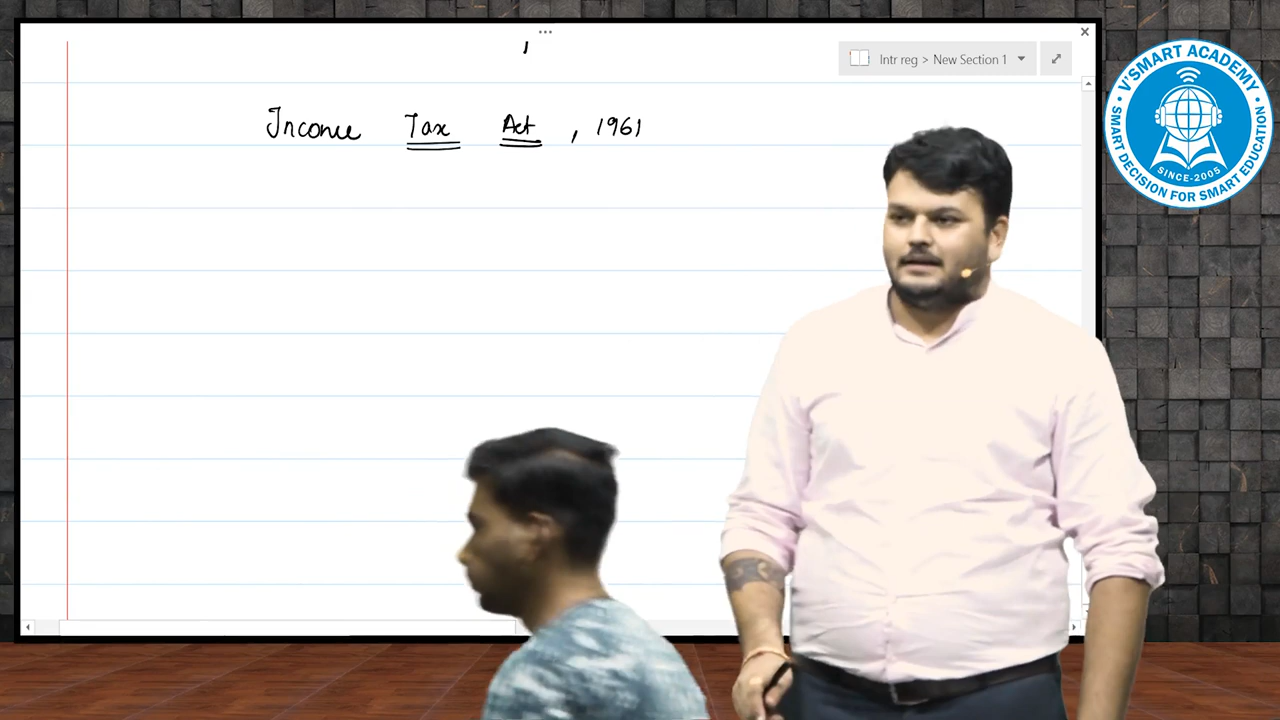 Intr reg > New Section 1
Income Tax Act, 1961
V'SMART ACADEMY
SINCE-2005
SMART DECISION FOR SMART EDUCATION